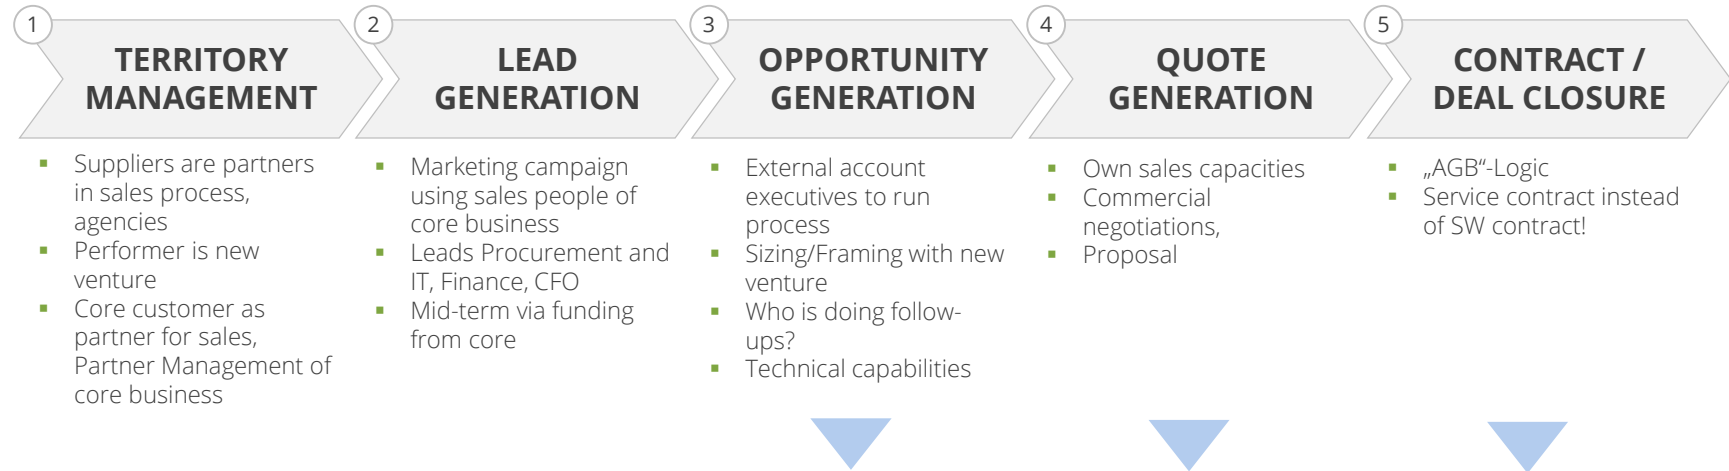 1
TERRITORY
MANAGEMENT
Suppliers are partners
in sales process,
agencies
Performer is new
venture
Core customer as
partner for sales,
Partner Management of
core business
2
LEAD
GENERATION
Marketing campaign
using sales people of
core business
Leads Procurement and
IT, Finance, CFO
Mid-term via funding
from core
3
OPPORTUNITY
GENERATION
External account
executives to run
process
Sizing/Framing with new
venture
Who is doing follow-
ups?
Technical capabilities
4
QUOTE
GENERATION
Own sales capacities
Commercial
negotiations,
Proposal
5
CONTRACT /
DEAL CLOSURE
„AGB“-Logic
Service contract instead
of SW contract!